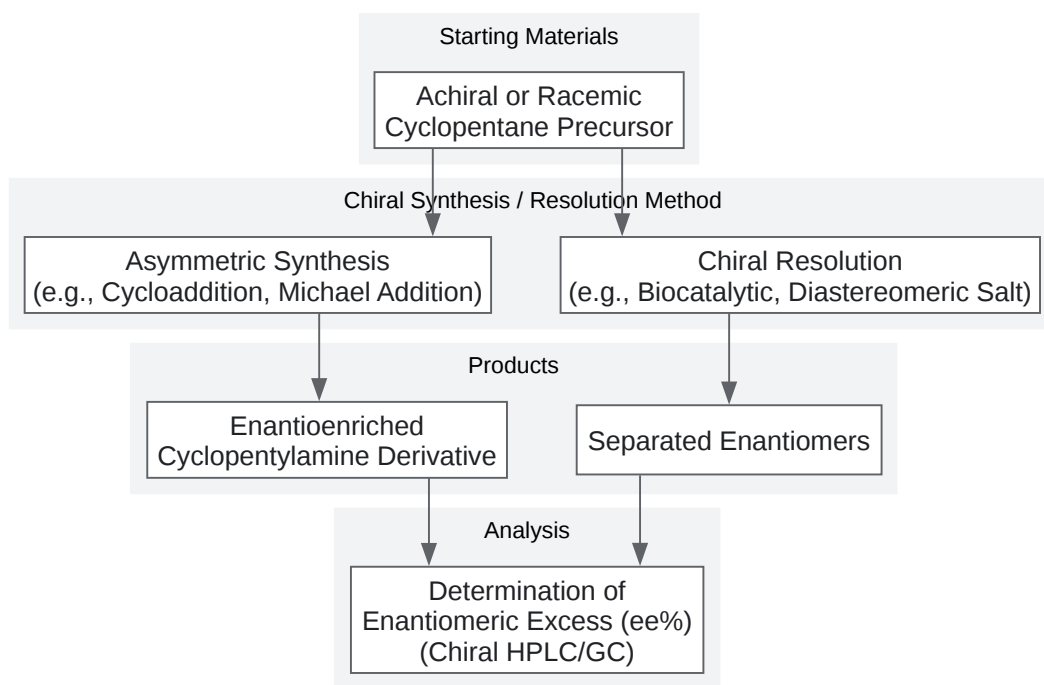 Starting Materials
Achiral or Racemic
Cyclopentane Precursor
Chiral Synthesis / Resolution Method
Asymmetric Synthesis
(e.g., Cycloaddition, Michael Addition)
Chiral Resolution
(e.g., Biocatalytic, Diastereomeric Salt)
Products
Enantioenriched
Cyclopentylamine Derivative
Separated Enantiomers
Analysis
Determination of
Enantiomeric Excess (ee%)
(Chiral HPLC/GC)